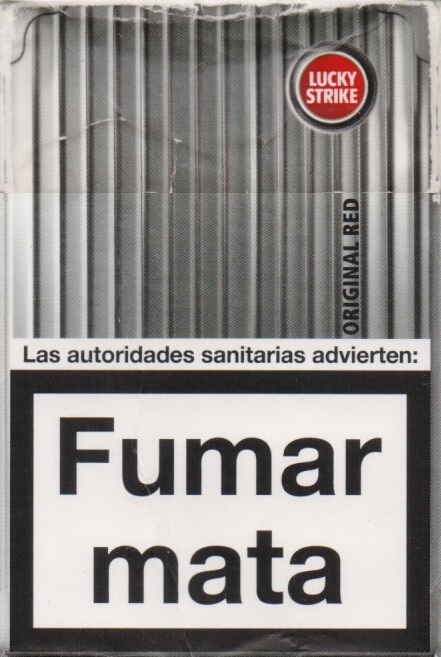 LUCKY
STRIKE
ORIGINAL RED
Las autoridades sanitarias advierten:
Fumar
mata